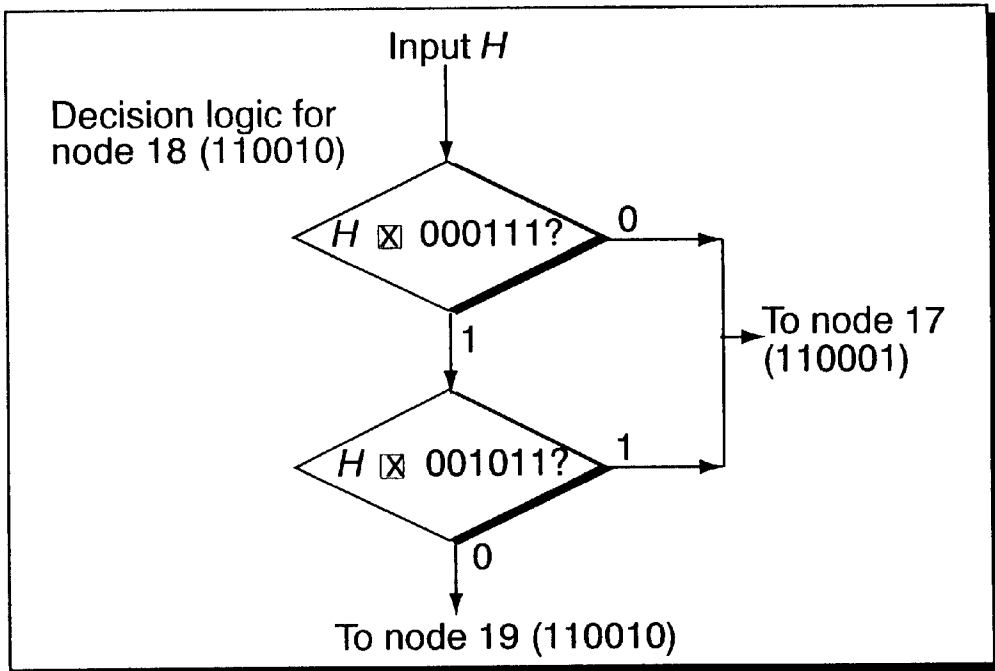 Input H
Decision logic for
node 18 (110010)
H ☒ 000111?
0
1
To node 17
(110001)
H ☒ 001011?
1
0
To node 19 (110010)